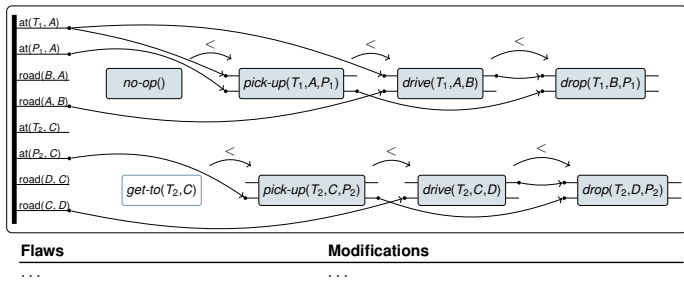 at(T₁, A)
< < <
at(P₁, A)
road(B, A) no-op() pick-up(T₁,A,P₁) drive(T₁,A,B) drop(T₁,B,P₁)
road(A, B)
at(T₂, C)
at(P₂, C)
< < <
road(D, C) get-to(T₂,C) pick-up(T₂,C,P₂) drive(T₂,C,D) drop(T₂,D,P₂)
road(C, D)
Flaws Modifications
. . . . . .